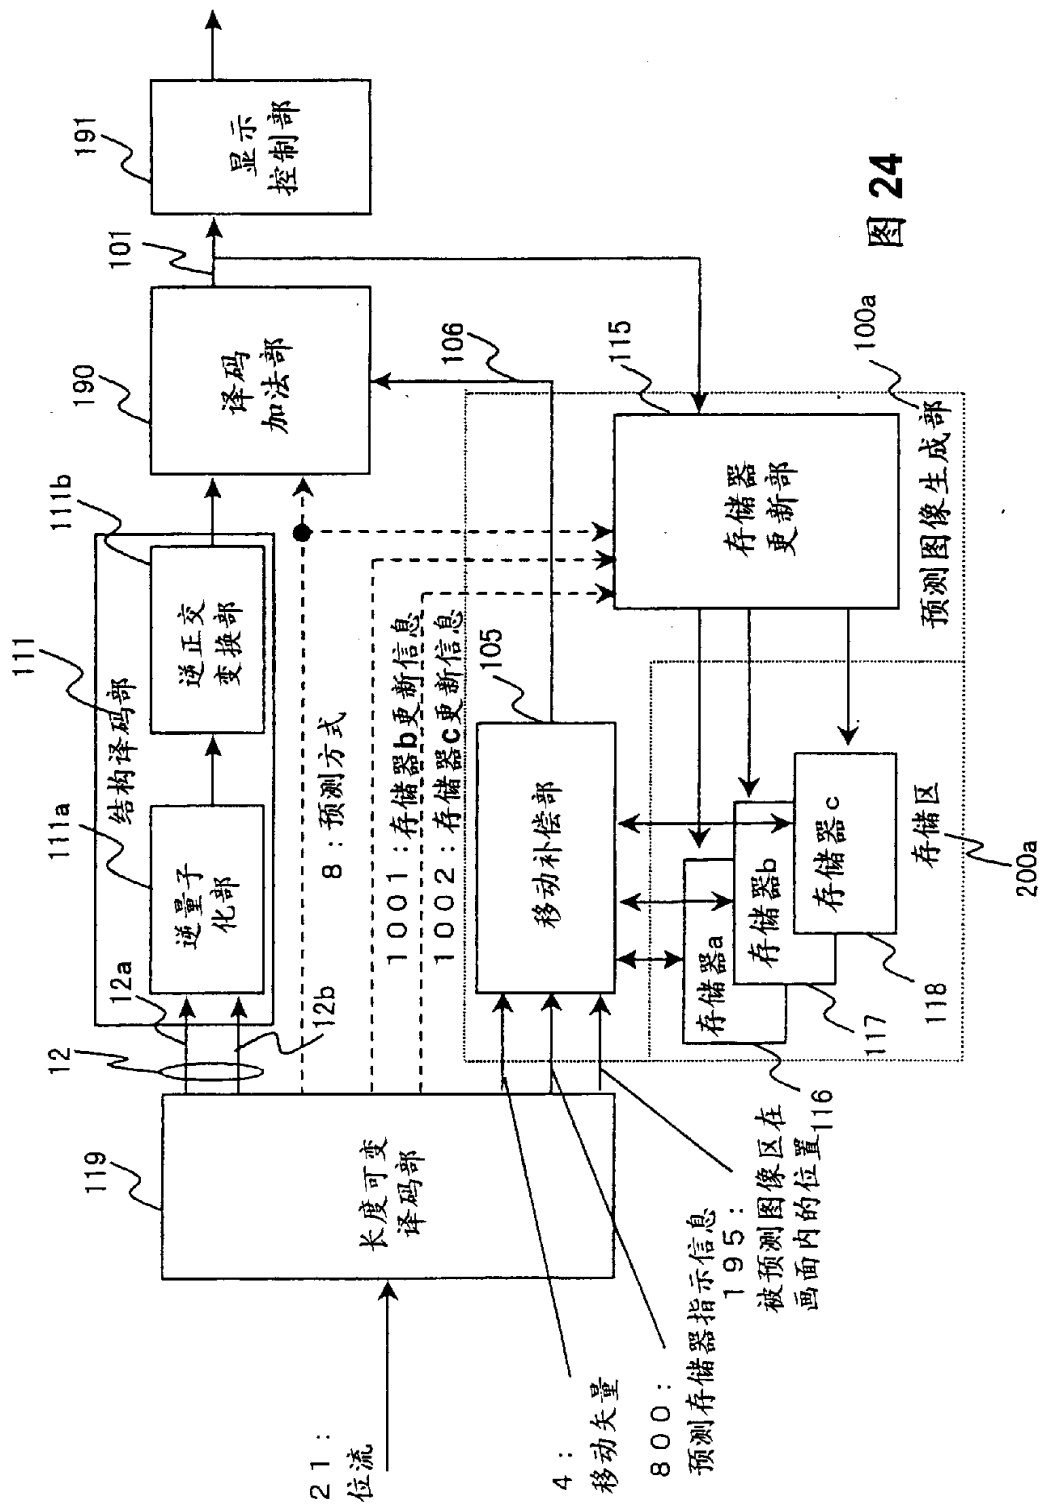 191
显示
控制部
101
190
译码
加法部
106
图 24
111b
逆正交
变换部
111
结构译码部
111a
逆量子
化部
12a
12
12b
119
长度可变
译码部
8：预测方式
1001：存储器b更新信息
1002：存储器c更新信息
105
移动补偿部
115
存储器
更新部
100a
预测图像生成部
存储器a
存储器b
存储器c
存储区
200a
118
117
116
21：
位流
4：
移动矢量
800：
预测存储器指示信息
195：
被预测图像区在
画面内的位置